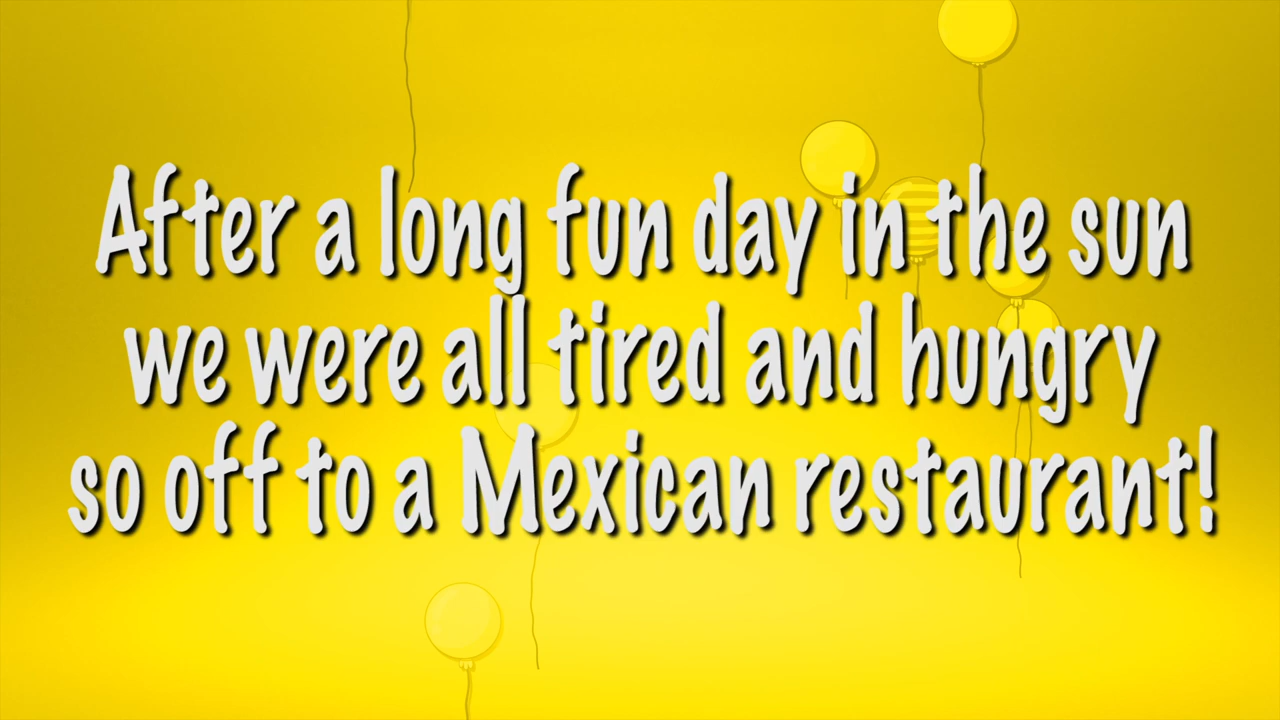 After a long fun day in the sun
we were all tired and hungry
so off to a Mexican restaurant!